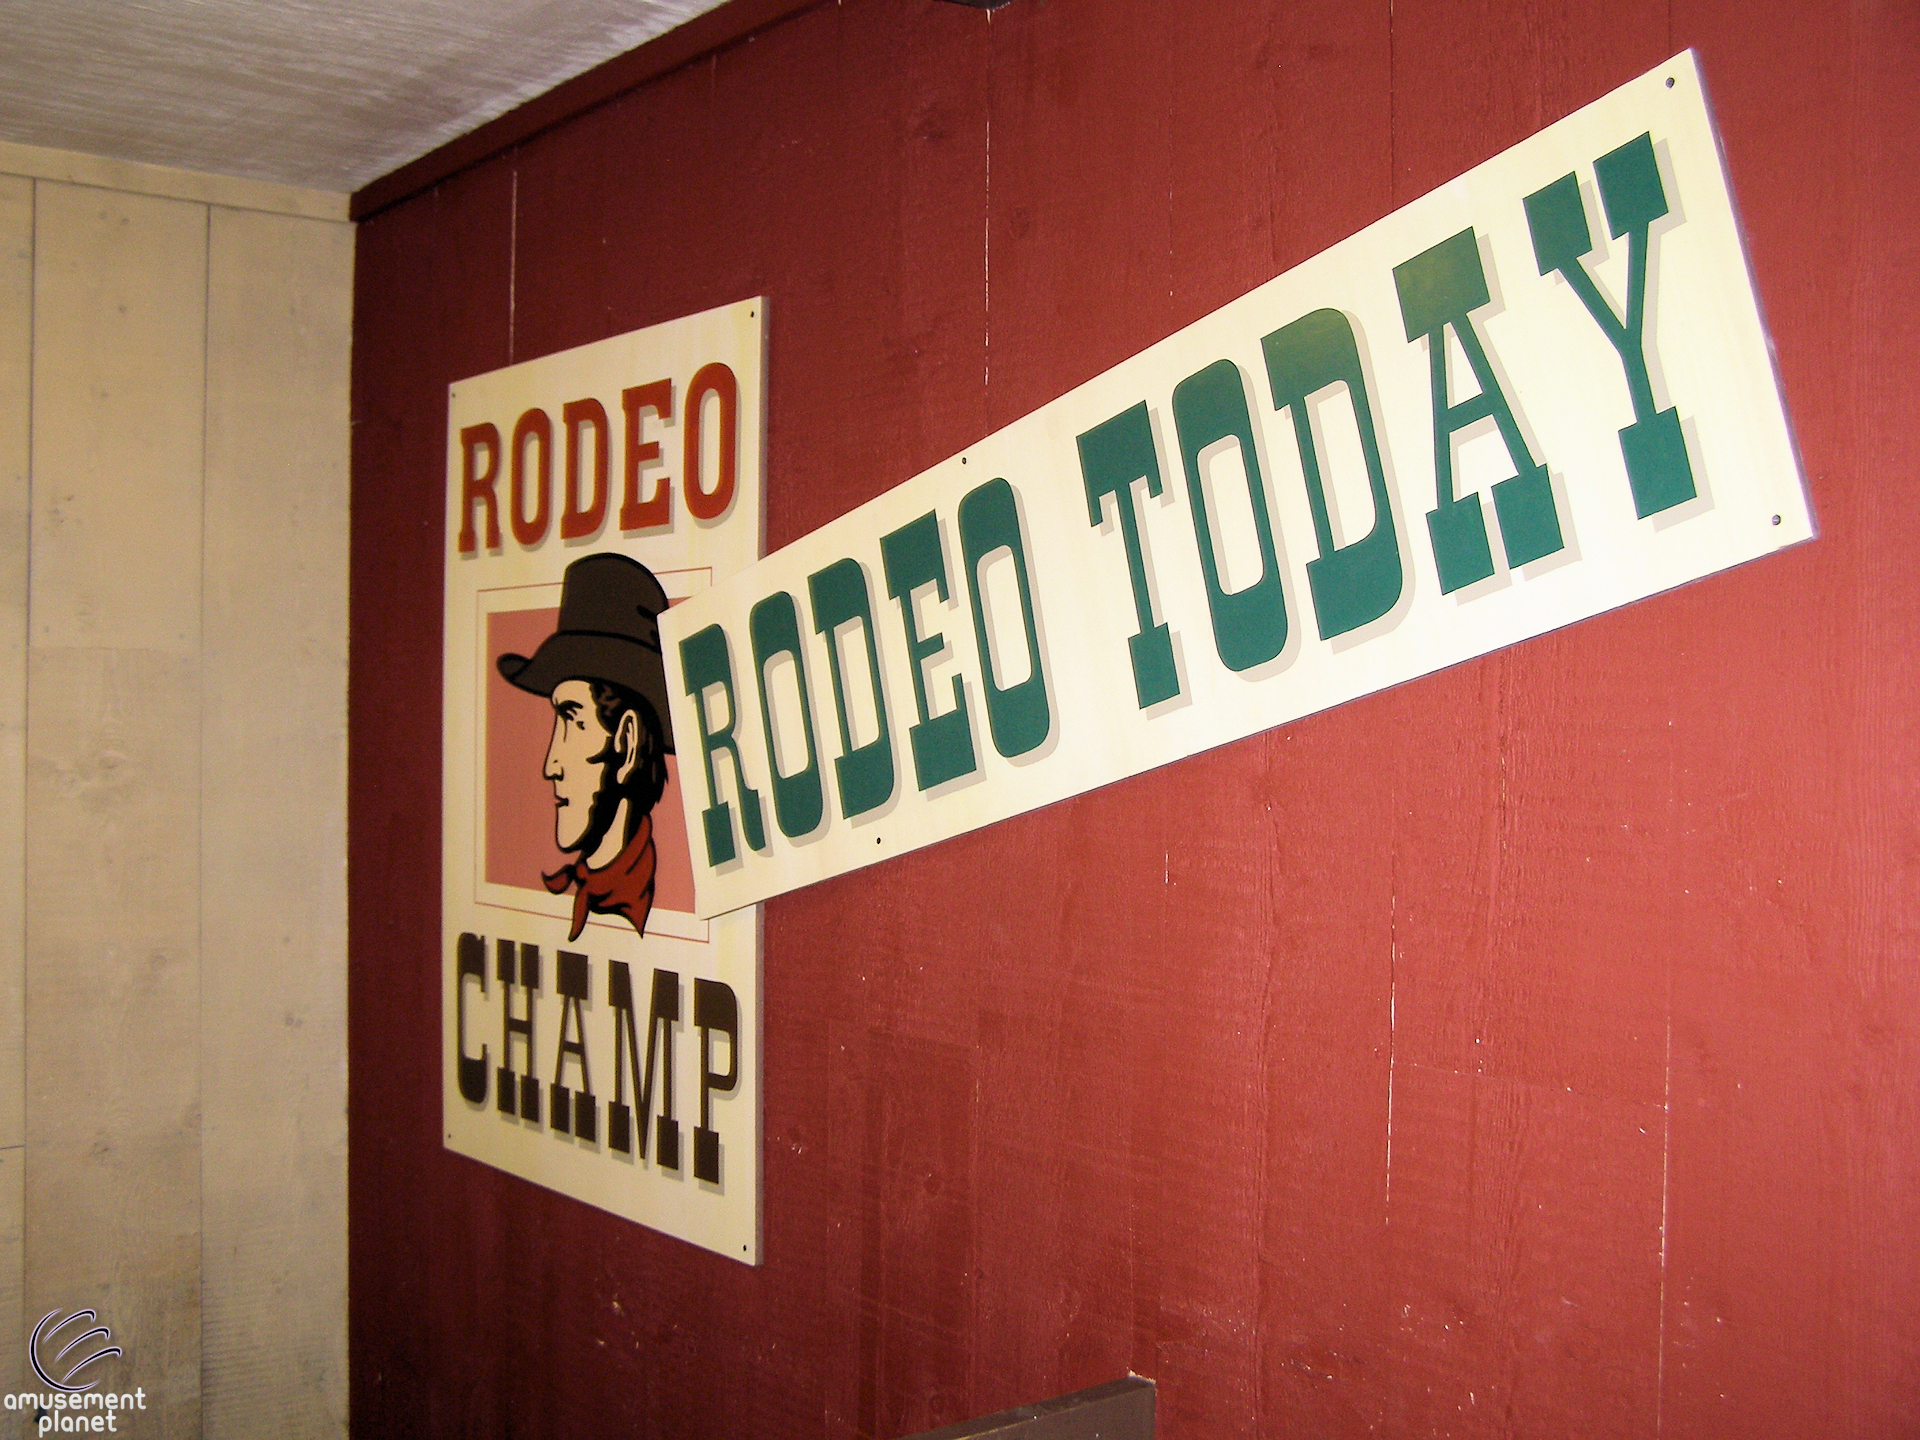 RODEO
CHAMP
RODEO TODAY
amusement
planet